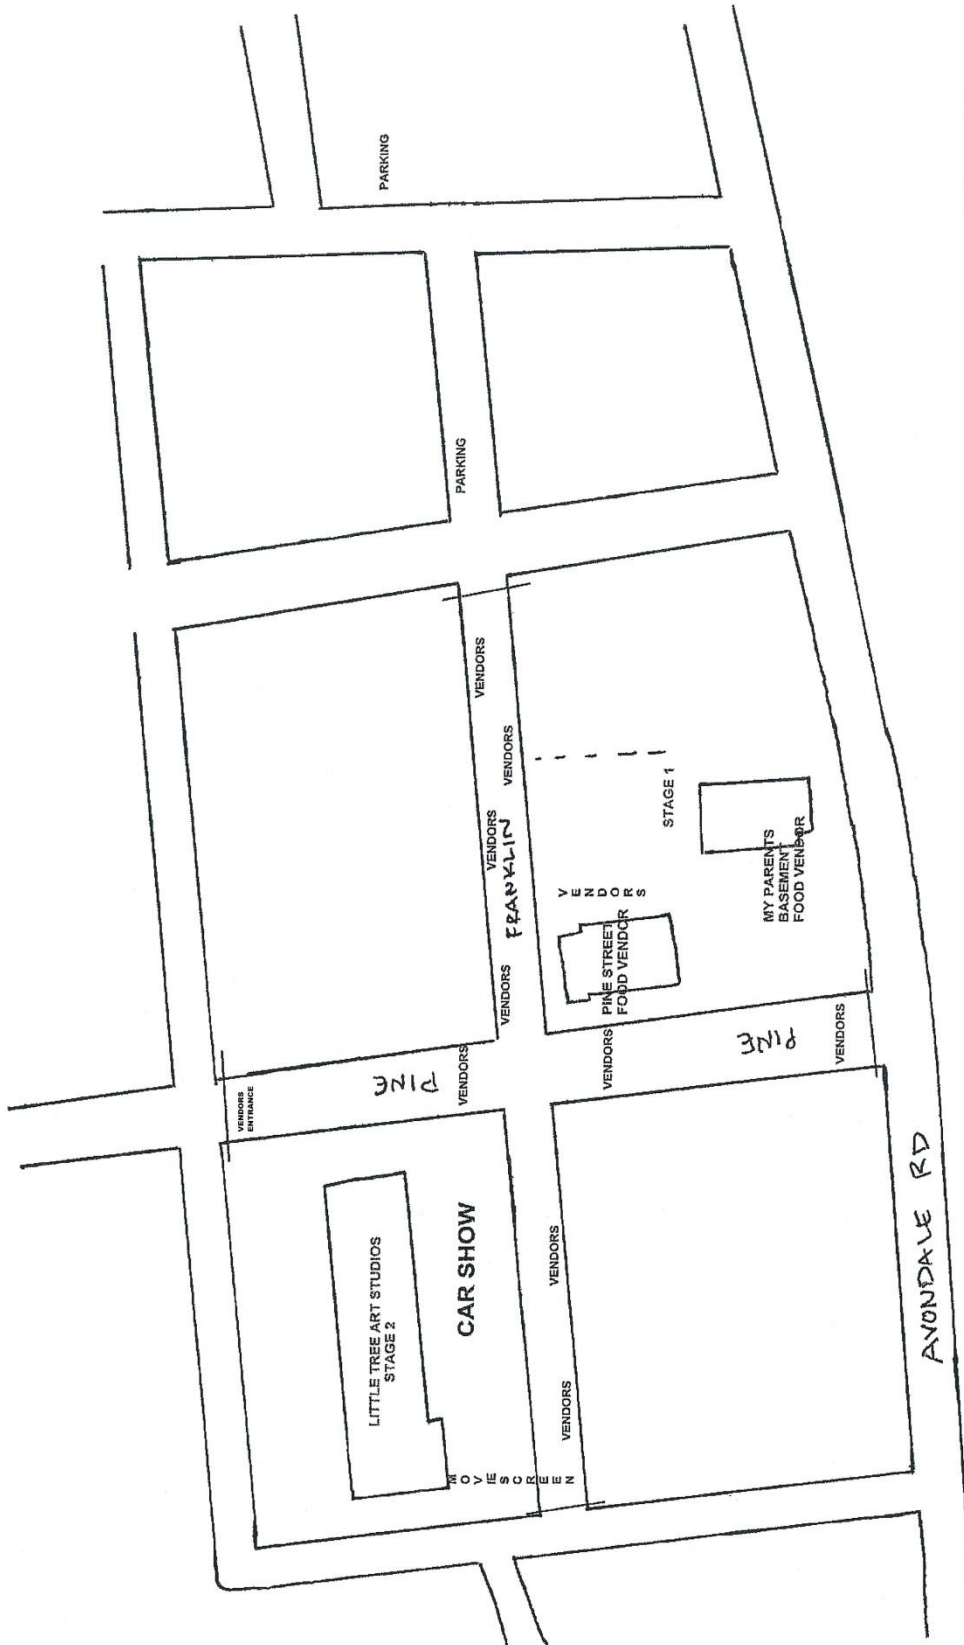 PARKING
PARKING
VENDORS
VENDORS
VENDORS
FRANKLIN
VENDORS
STAGE 1
VENDORS
MY PARENTS
BASEMENT
FOOD VENDOR
PINE STREET
FOOD VENDOR
VENDORS
ENTRANCE
PINE
VENDORS
VENDORS
PINE
VENDORS
LITTLE TREE ART STUDIOS
STAGE 2
CAR SHOW
VENDORS
VENDORS
MOVIE SCREEN
AVONDALE RD